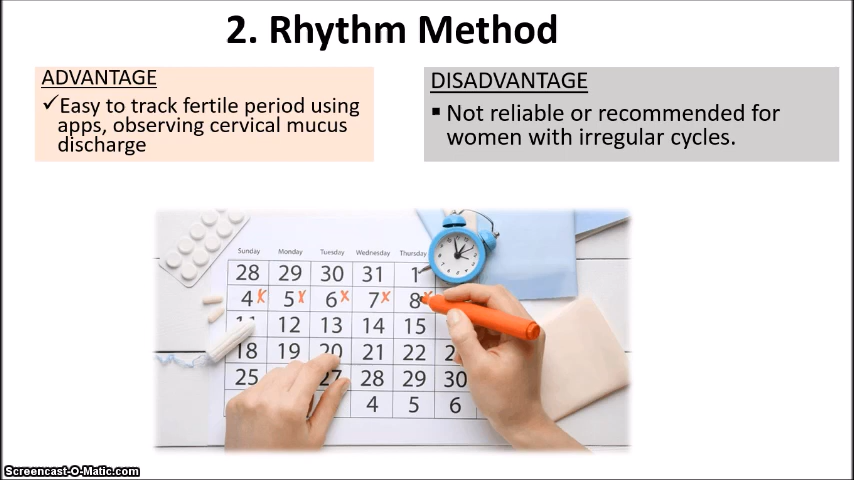 2. Rhythm Method
ADVANTAGE
✓Easy to track fertile period using
apps, observing cervical mucus
discharge
DISADVANTAGE
▪ Not reliable or recommended for
women with irregular cycles.
Sunday Monday Tuesday Wednesday Thursday
28 29 30 31 1
4 x 5 x 6 x 7 x 8
12 13 14 15
18 19 20 21 22
25 27 28 29 30
4 5 6
Screencast-O-Matic.com